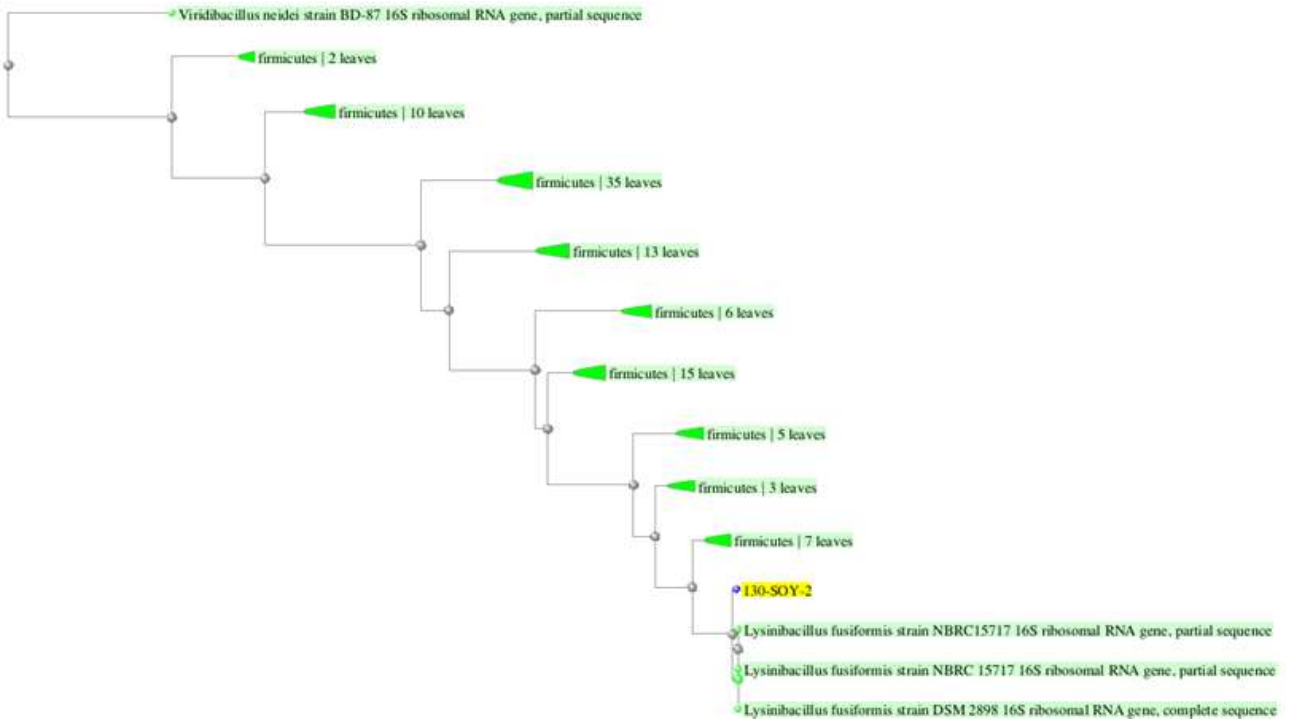 Viridibacillus neidei strain BD-87 16S ribosomal RNA gene, partial sequence
firmicutes | 2 leaves
firmicutes | 10 leaves
firmicutes | 35 leaves
firmicutes | 13 leaves
firmicutes | 6 leaves
firmicutes | 15 leaves
firmicutes | 5 leaves
firmicutes | 3 leaves
firmicutes | 7 leaves
130-SOY-2
Lysinibacillus fusiformis strain NBRC15717 16S ribosomal RNA gene, partial sequence
Lysinibacillus fusiformis strain NBRC 15717 16S ribosomal RNA gene, partial sequence
Lysinibacillus fusiformis strain DSM 2898 16S ribosomal RNA gene, complete sequence